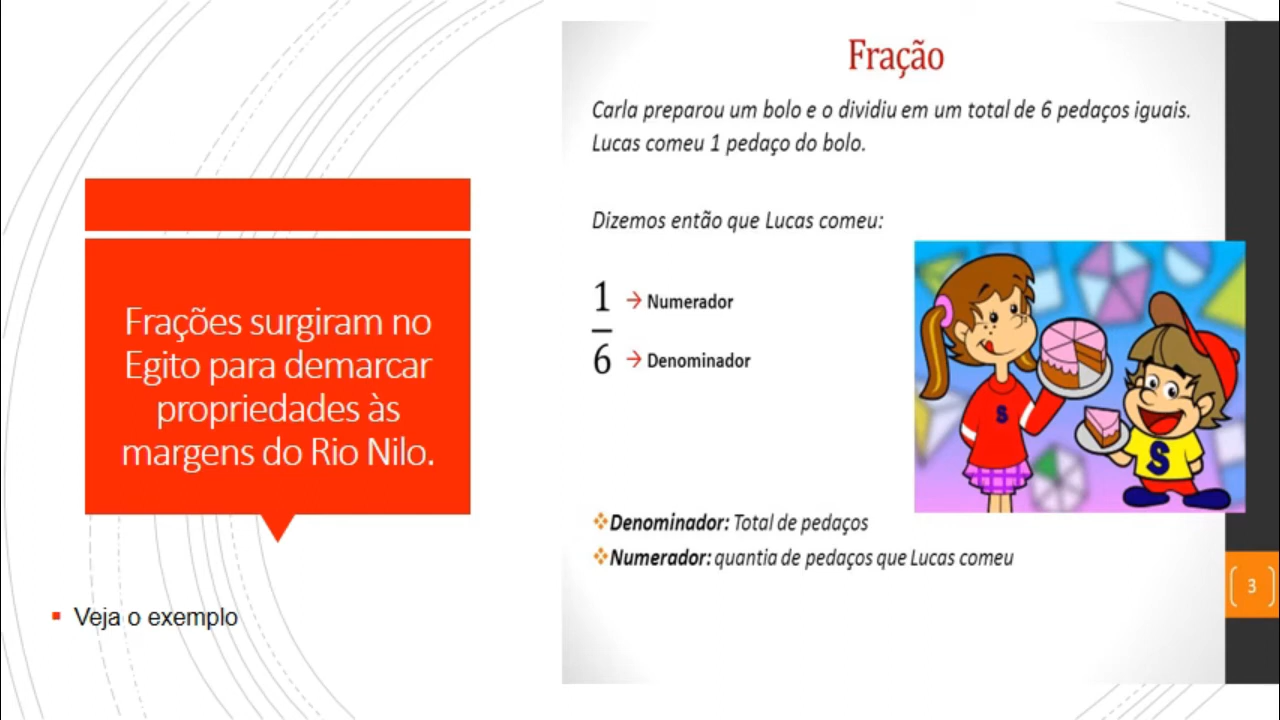 Frações surgiram no
Egito para demarcar
propriedades às
margens do Rio Nilo.
Veja o exemplo
Fração
Carla preparou um bolo e o dividiu em um total de 6 pedaços iguais.
Lucas comeu 1 pedaço do bolo.
Dizemos então que Lucas comeu:
1 → Numerador
6 → Denominador
S
S
Denominador: Total de pedaços
Numerador: quantia de pedaços que Lucas comeu
3